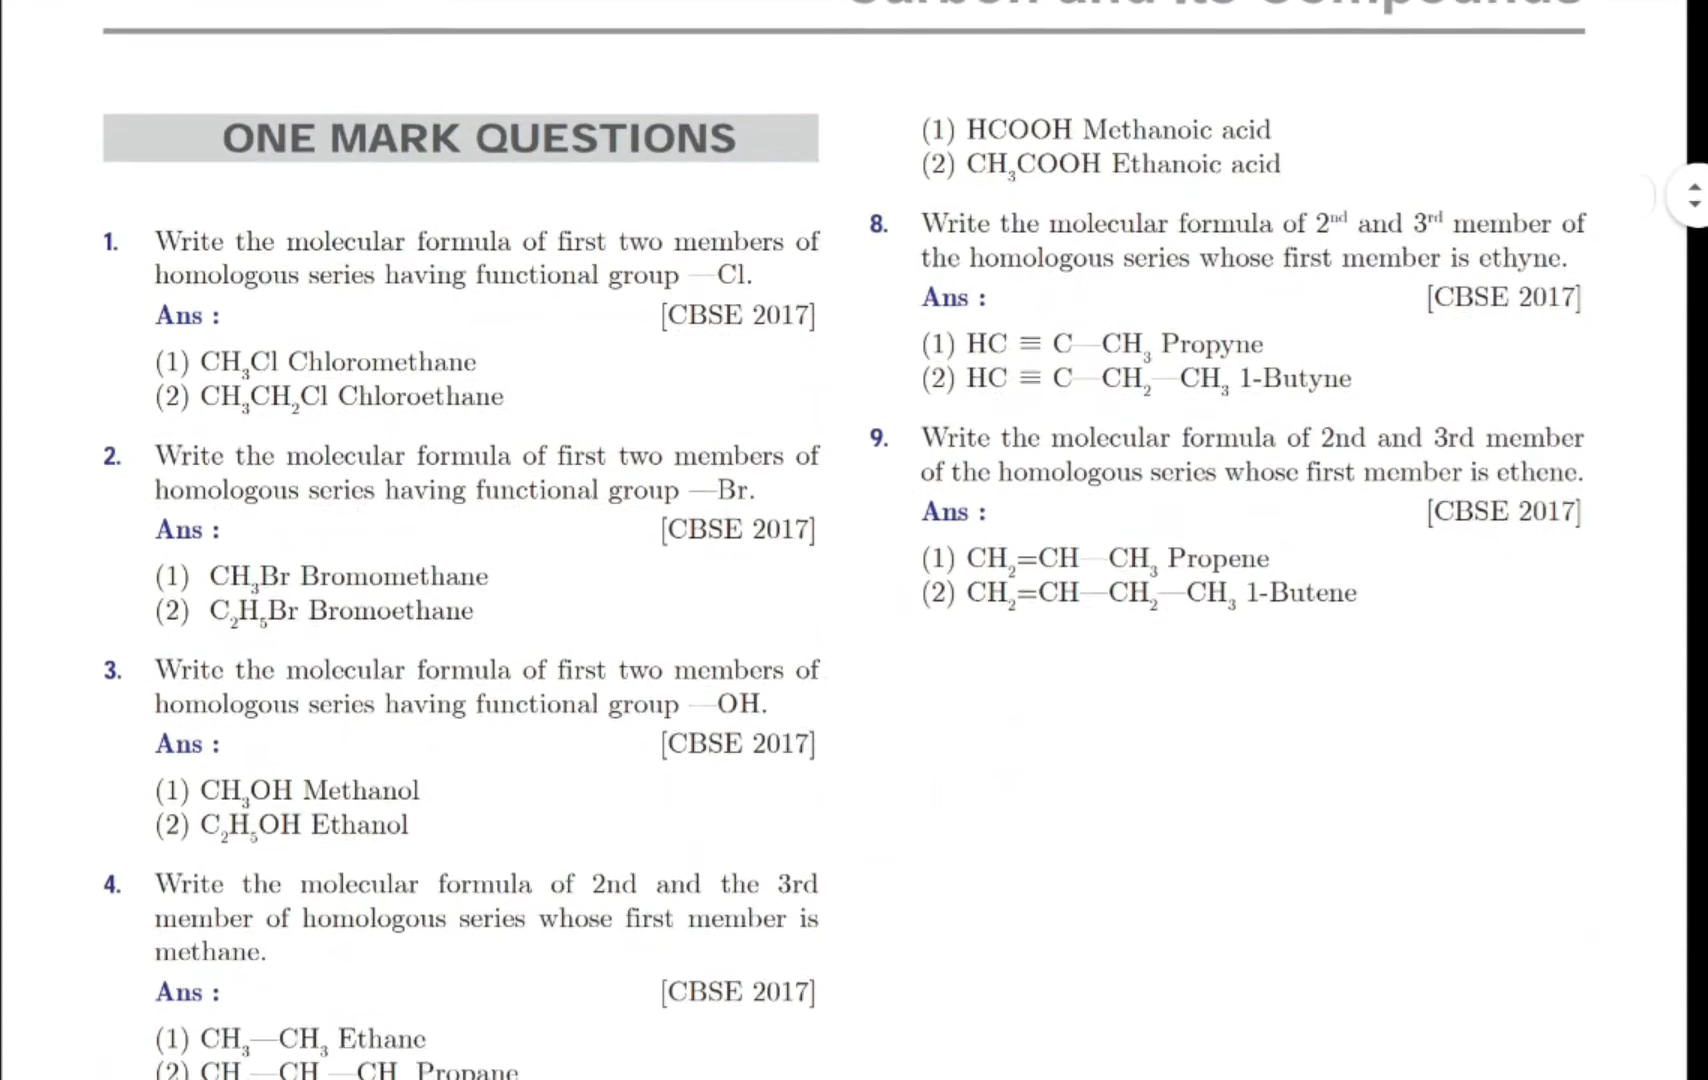 Carbon and Its Compounds
ONE MARK QUESTIONS
1. Write the molecular formula of first two members of
homologous series having functional group —Cl.
Ans : [CBSE 2017]
(1) CH₃Cl Chloromethane
(2) CH₃CH₂Cl Chloroethane
2. Write the molecular formula of first two members of
homologous series having functional group —Br.
Ans : [CBSE 2017]
(1) CH₃Br Bromomethane
(2) C₂H₅Br Bromoethane
3. Write the molecular formula of first two members of
homologous series having functional group —OH.
Ans : [CBSE 2017]
(1) CH₃OH Methanol
(2) C₂H₅OH Ethanol
4. Write the molecular formula of 2nd and the 3rd
member of homologous series whose first member is
methane.
Ans : [CBSE 2017]
(1) CH₃—CH₃ Ethane
(2) CH —CH —CH Propane
(1) HCOOH Methanoic acid
(2) CH₃COOH Ethanoic acid
8. Write the molecular formula of 2ⁿᵈ and 3ʳᵈ member of
the homologous series whose first member is ethyne.
Ans : [CBSE 2017]
(1) HC ≡ C—CH₃ Propyne
(2) HC ≡ C—CH₂—CH₃ 1-Butyne
9. Write the molecular formula of 2nd and 3rd member
of the homologous series whose first member is ethene.
Ans : [CBSE 2017]
(1) CH₂=CH—CH₃ Propene
(2) CH₂=CH—CH₂—CH₃ 1-Butene